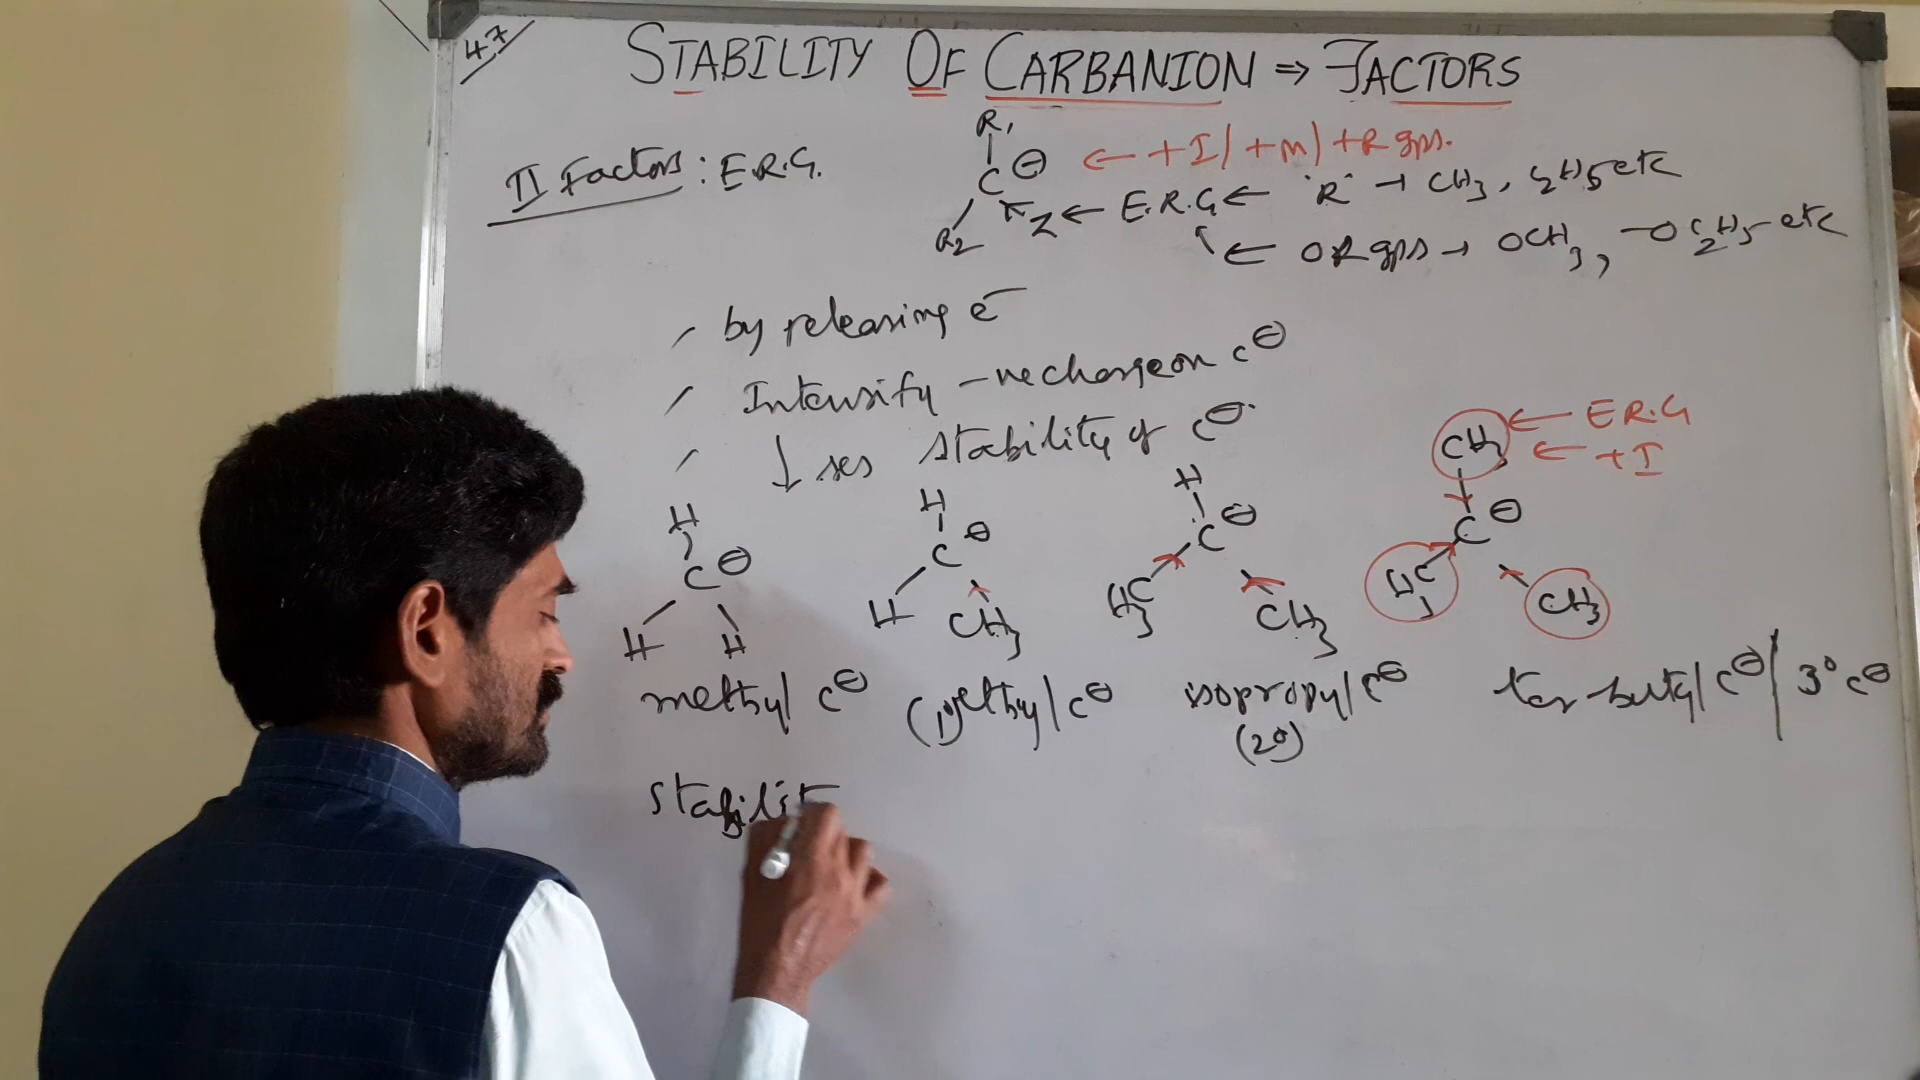 47
STABILITY OF CARBANION ⇒ FACTORS
II Factors: E.R.G.
R1
C ⊖ ← +I / +M / +R gps.
R2 Z ← E.R.G ← 'R' → CH3, C2H5 etc
← OR gps → OCH3, -OC2H5 etc
by releasing e-
Intensify -ve charge on C⊖
↓ses stability of C⊖
H
C ⊖
H H
H
C ⊖
H CH3
H
C ⊖
H3C CH3
CH3 ← E.R.G
← +I
C ⊖
H3C CH3
methyl C⊖ (1°) ethyl C⊖ isopropyl C⊖ ter-butyl C⊖ / 3° C⊖
(2°)
stabilit